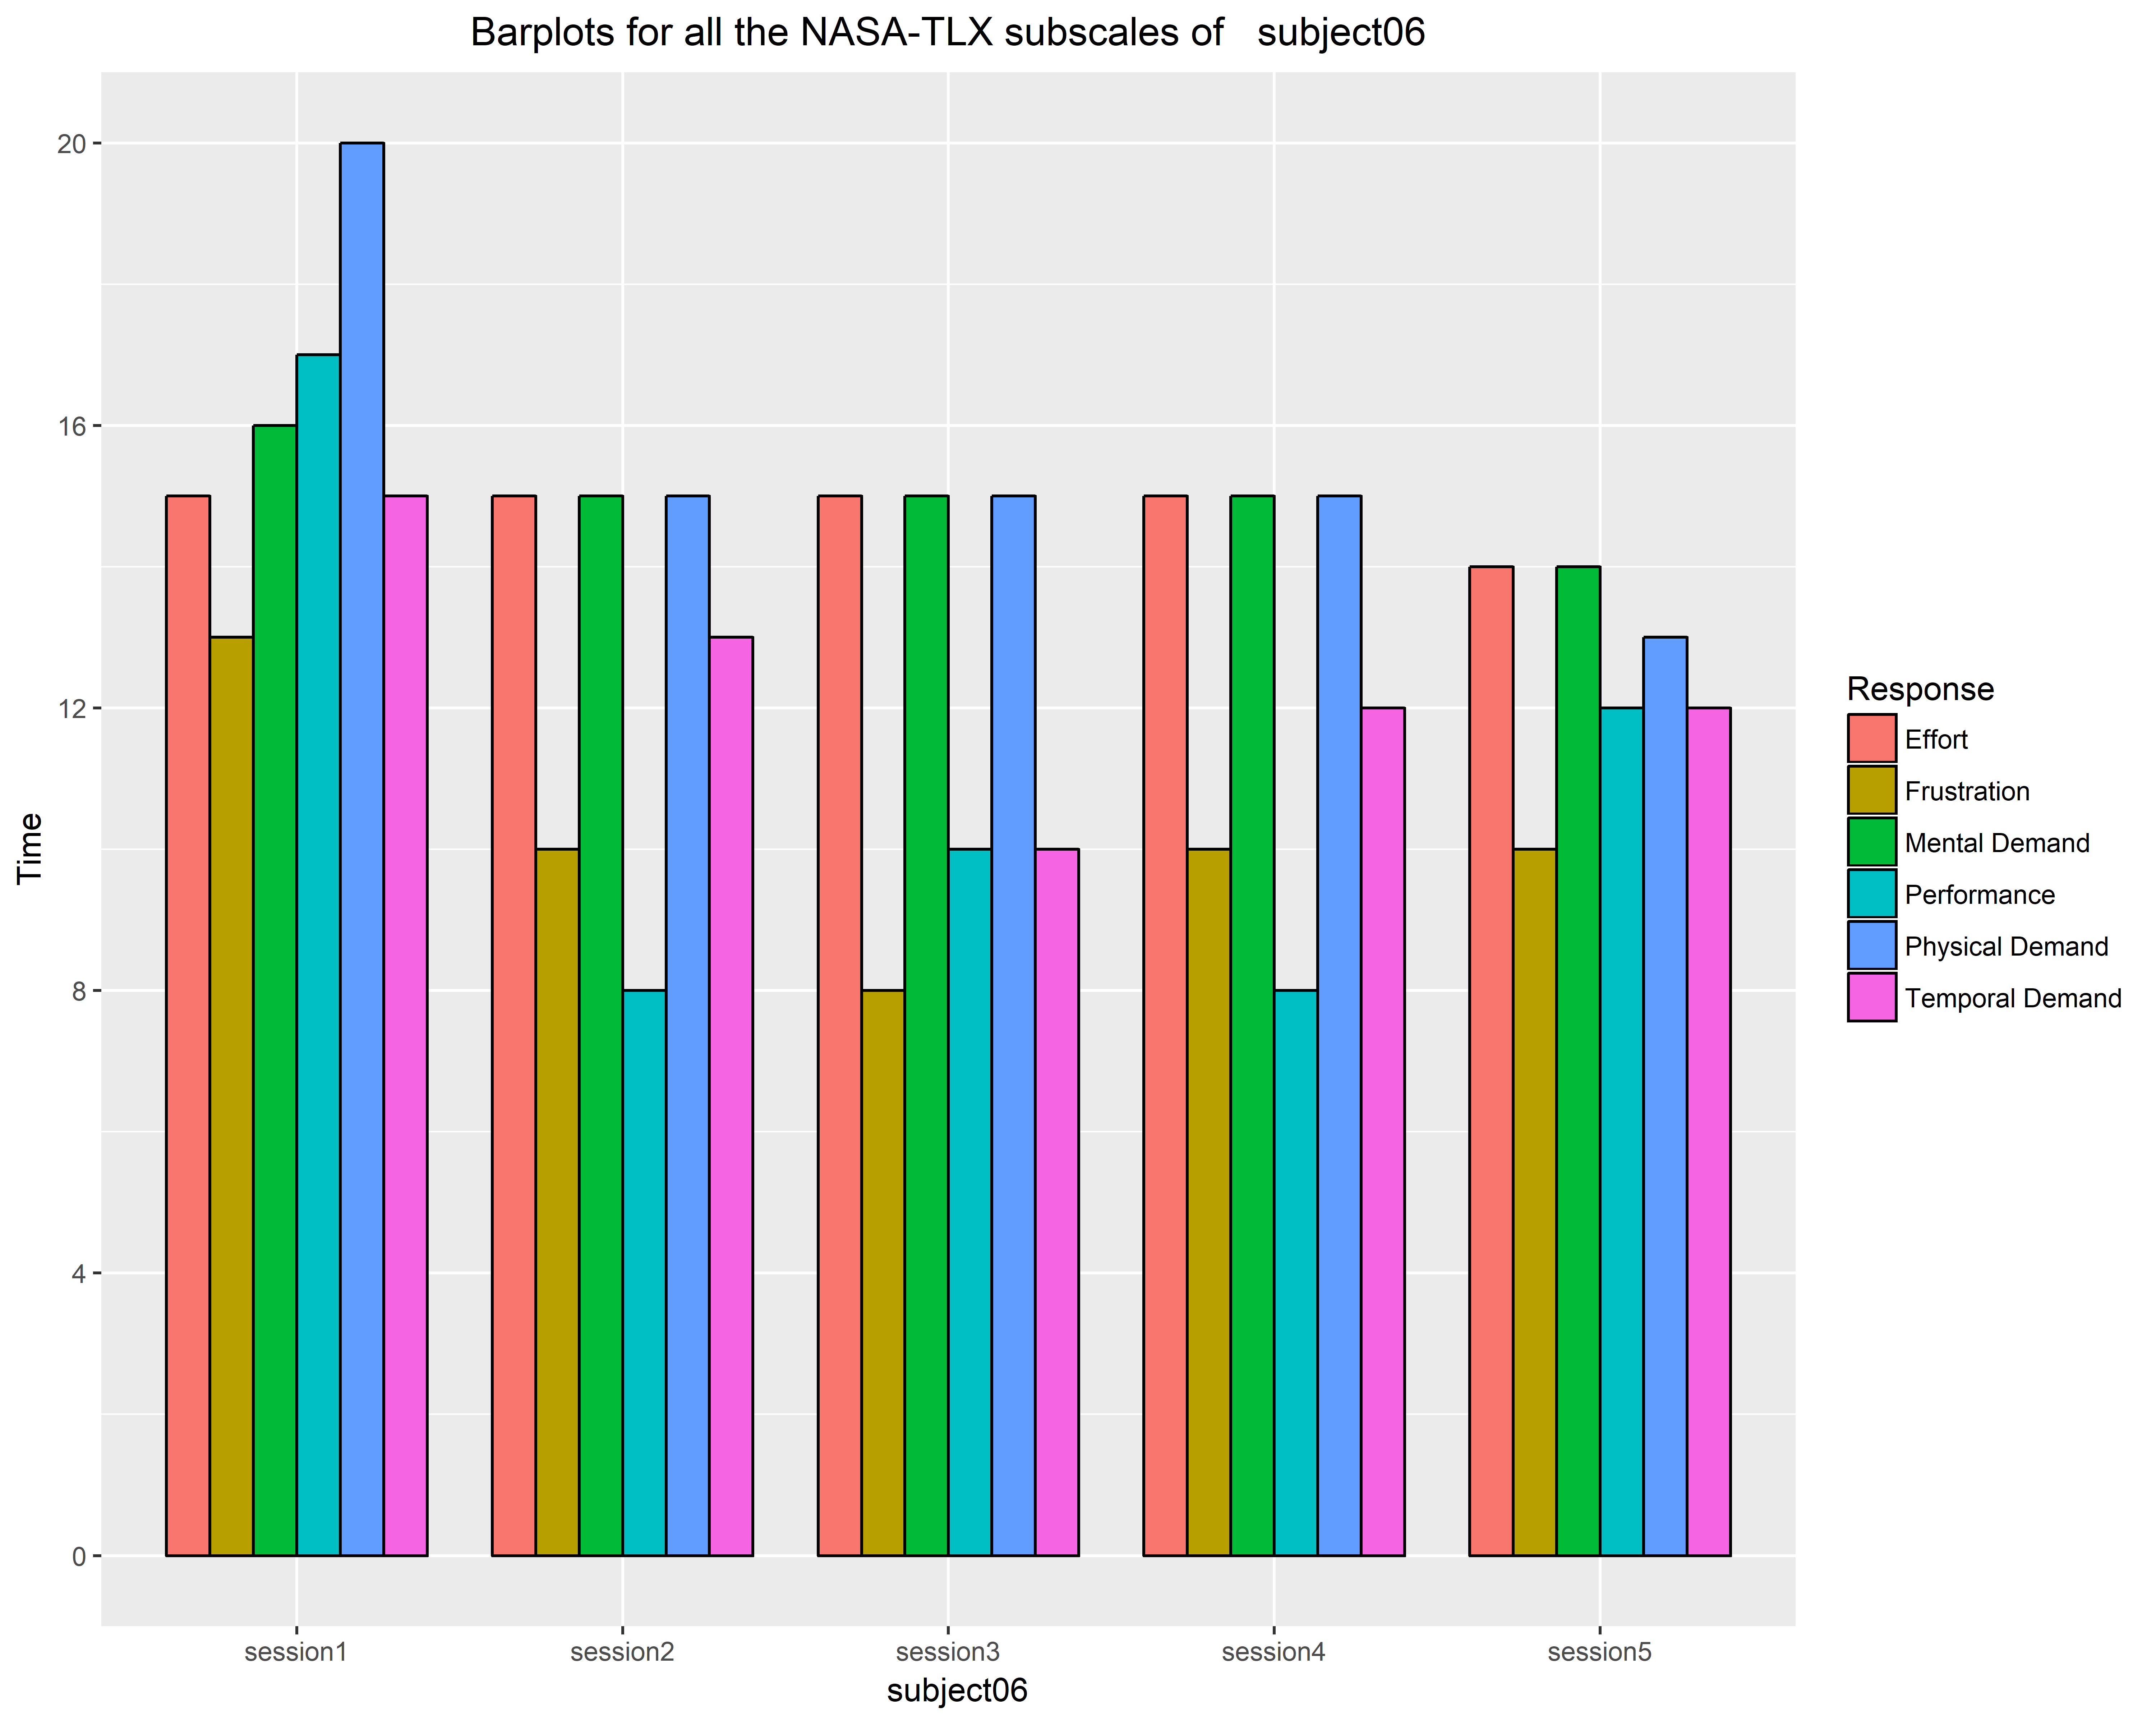 Barplots for all the NASA-TLX subscales of   subject06
Time
20
16
12
8
4
0
session1
session2
session3
session4
session5
subject06
Response
Effort
Frustration
Mental Demand
Performance
Physical Demand
Temporal Demand